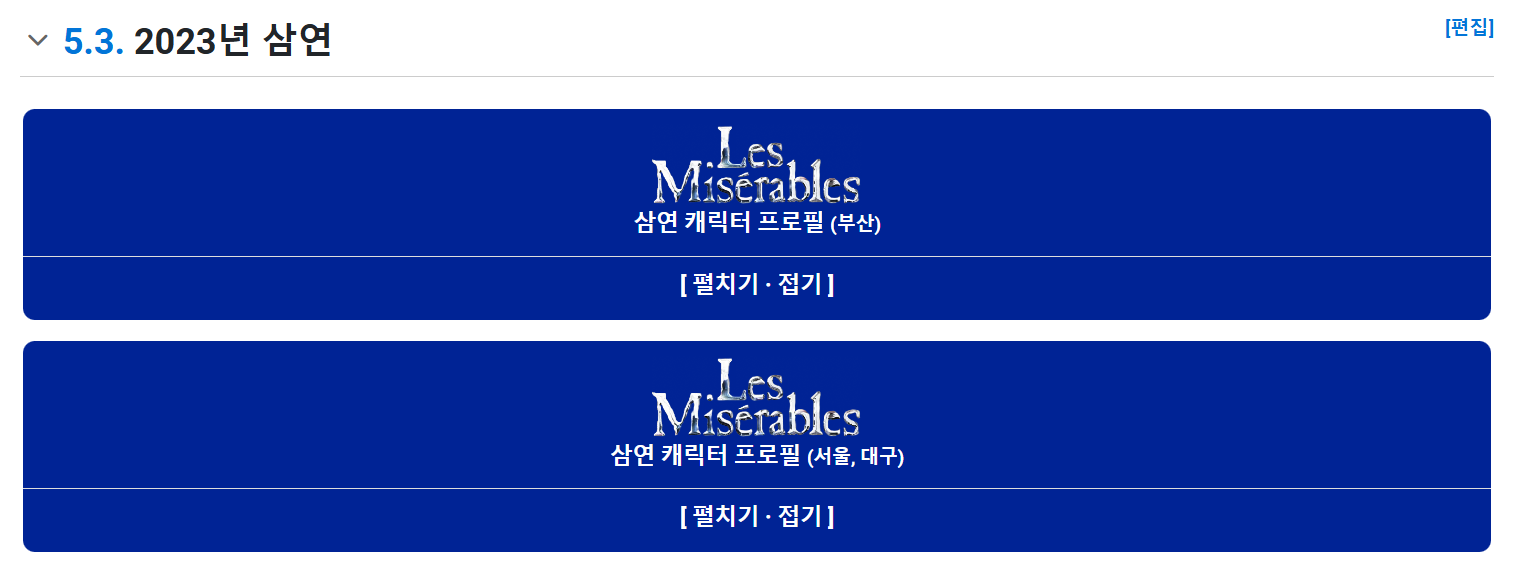 5.3. 2023년 삼연
[편집]
Les
Misérables
삼연 캐릭터 프로필 (부산)
[ 펼치기 · 접기 ]
Les
Misérables
삼연 캐릭터 프로필 (서울, 대구)
[ 펼치기 · 접기 ]